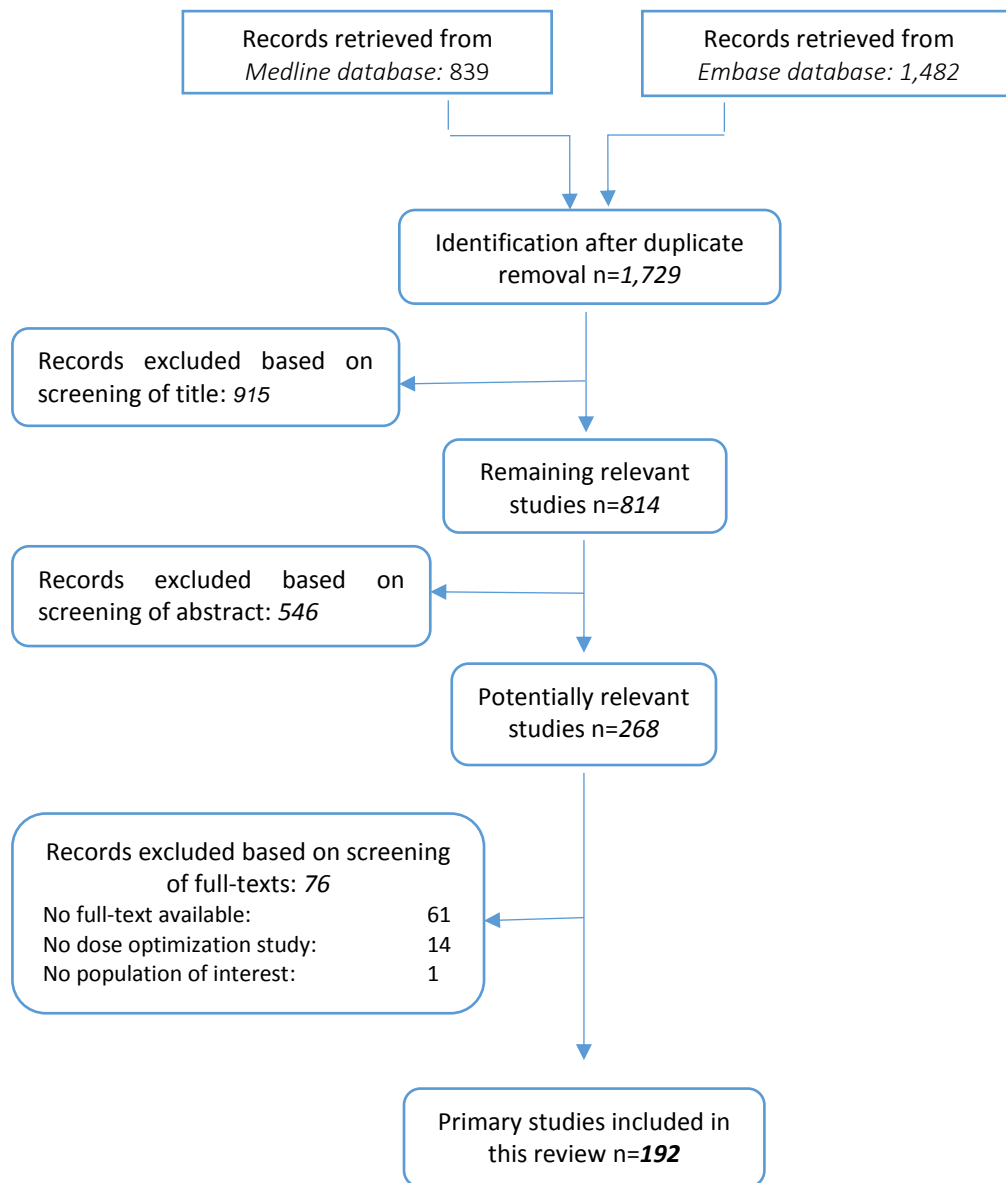 Records retrieved from
Medline database: 839
Records retrieved from
Embase database: 1,482
Identification after duplicate
removal n=1,729
Records excluded based on
screening of title: 915
Remaining relevant
studies n=814
Records excluded based on
screening of abstract: 546
Potentially relevant
studies n=268
Records excluded based on screening
of full-texts: 76
No full-text available: 61
No dose optimization study: 14
No population of interest: 1
Primary studies included in
this review n=192